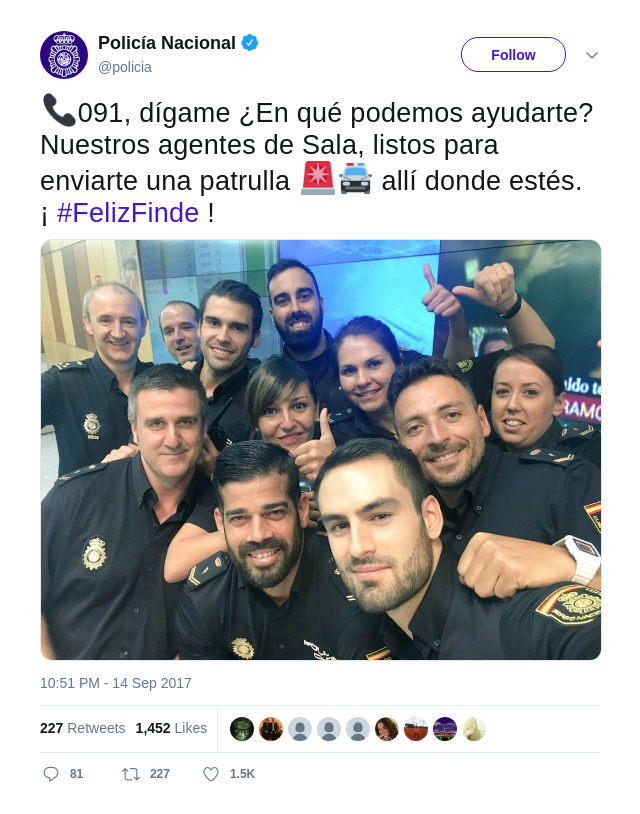 Policía Nacional
@policia
Follow
091, dígame ¿En qué podemos ayudarte?
Nuestros agentes de Sala, listos para
enviarte una patrulla allí donde estés.
¡ #FelizFinde !
10:51 PM - 14 Sep 2017
227 Retweets 1,452 Likes
81 227 1.5K